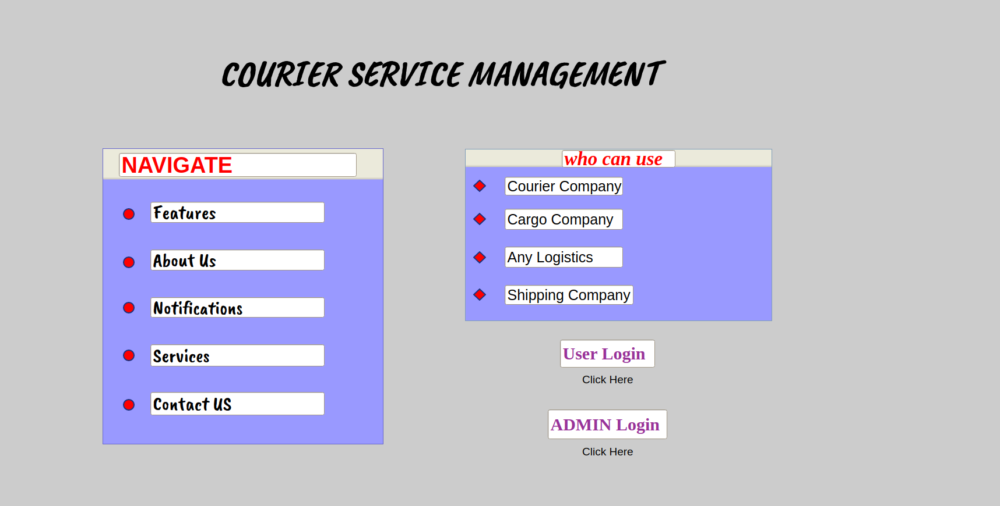 COURIER SERVICE MANAGEMENT
NAVIGATE
Features
About Us
Notifications
Services
Contact US
who can use
Courier Company
Cargo Company
Any Logistics
Shipping Company
User Login
Click Here
ADMIN Login
Click Here